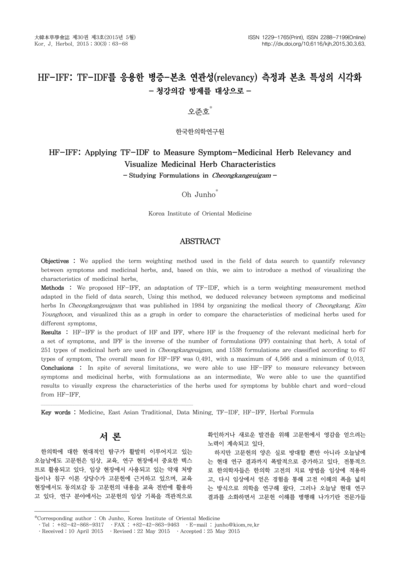 大韓本草學會誌 제30권 제3호(2015년 5월)
Kor. J. Herbol. 2015 ; 30(3) : 63-68
ISSN 1229-1765(Print), ISSN 2288-7199(Online)
http://dx.doi.org/10.6116/kjh.2015.30.3.63.
HF-IFF: TF-IDF를 응용한 병증-본초 연관성(relevancy) 측정과 본초 특성의 시각화
- 청강의감 방제를 대상으로 -
오준호*
한국한의학연구원
HF-IFF: Applying TF-IDF to Measure Symptom-Medicinal Herb Relevancy and
Visualize Medicinal Herb Characteristics
- Studying Formulations in Cheongkangeuigam -
Oh Junho*
Korea Institute of Oriental Medicine
ABSTRACT
Objectives : We applied the term weighting method used in the field of data search to quantify relevancy
between symptoms and medicinal herbs, and, based on this, we aim to introduce a method of visualizing the
characteristics of medicinal herbs.
Methods : We proposed HF-IFF, an adaptation of TF-IDF, which is a term weighting measurement method
adapted in the field of data search. Using this method, we deduced relevancy between symptoms and medicinal
herbs In Cheongkangeuigam that was published in 1984 by organizing the medical theory of Cheongkang, Kim
Younghoon, and visualized this as a graph in order to compare the characteristics of medicinal herbs used for
different symptoms.
Results : HF-IFF is the product of HF and IFF, where HF is the frequency of the relevant medicinal herb for
a set of symptoms, and IFF is the inverse of the number of formulations (FF) containing that herb. A total of
251 types of medicinal herb are used in Cheongkangeuigam, and 1538 formulations are classified according to 67
types of symptom. The overall mean for HF-IFF was 0.491, with a maximum of 4.566 and a minimum of 0.013.
Conclusions : In spite of several limitations, we were able to use HF-IFF to measure relevancy between
symptoms and medicinal herbs, with formulations as an intermediate. We were able to use the quantified
results to visually express the characteristics of the herbs used for symptoms by bubble chart and word-cloud
from HF-IFF.
Key words : Medicine, East Asian Traditional, Data Mining, TF-IDF, HF-IFF, Herbal Formula
서 론
한의학에 대한 현대적인 탐구가 활발히 이루어지고 있는
오늘날에도 고문헌은 임상, 교육, 연구 현장에서 중요한 텍스
트로 활용되고 있다. 임상 현장에서 사용되고 있는 약재 처방
들이나 침구 이론 상당수가 고문헌에 근거하고 있으며, 교육
현장에서도 동의보감 등 고문헌의 내용을 교육 전반에 활용하
고 있다. 연구 분야에서는 고문헌의 임상 기록을 객관적으로
확인하거나 새로운 발견을 위해 고문헌에서 영감을 얻으려는
노력이 계속되고 있다.
하지만 고문헌의 양은 실로 방대할 뿐만 아니라 오늘날에
는 현대 연구 결과까지 폭발적으로 증가하고 있다. 전통적으
로 한의학자들은 한의학 고전의 치료 방법을 임상에 적용하
고, 다시 임상에서 얻은 경험을 통해 고전 이해의 폭을 넓히
는 방식으로 의학을 연구해 왔다. 그러나 오늘날 현대 연구
결과를 소화하면서 고문헌 이해를 병행해 나가기란 전문가들
*Corresponding author : Oh Junho, Korea Institute of Oriental Medicine
· Tel : +82-42-868-9317 · FAX : +82-42-863-9463 · E-mail : junho@kiom.re.kr
· Received : 10 April 2015 · Revised : 22 May 2015 · Accepted : 25 May 2015